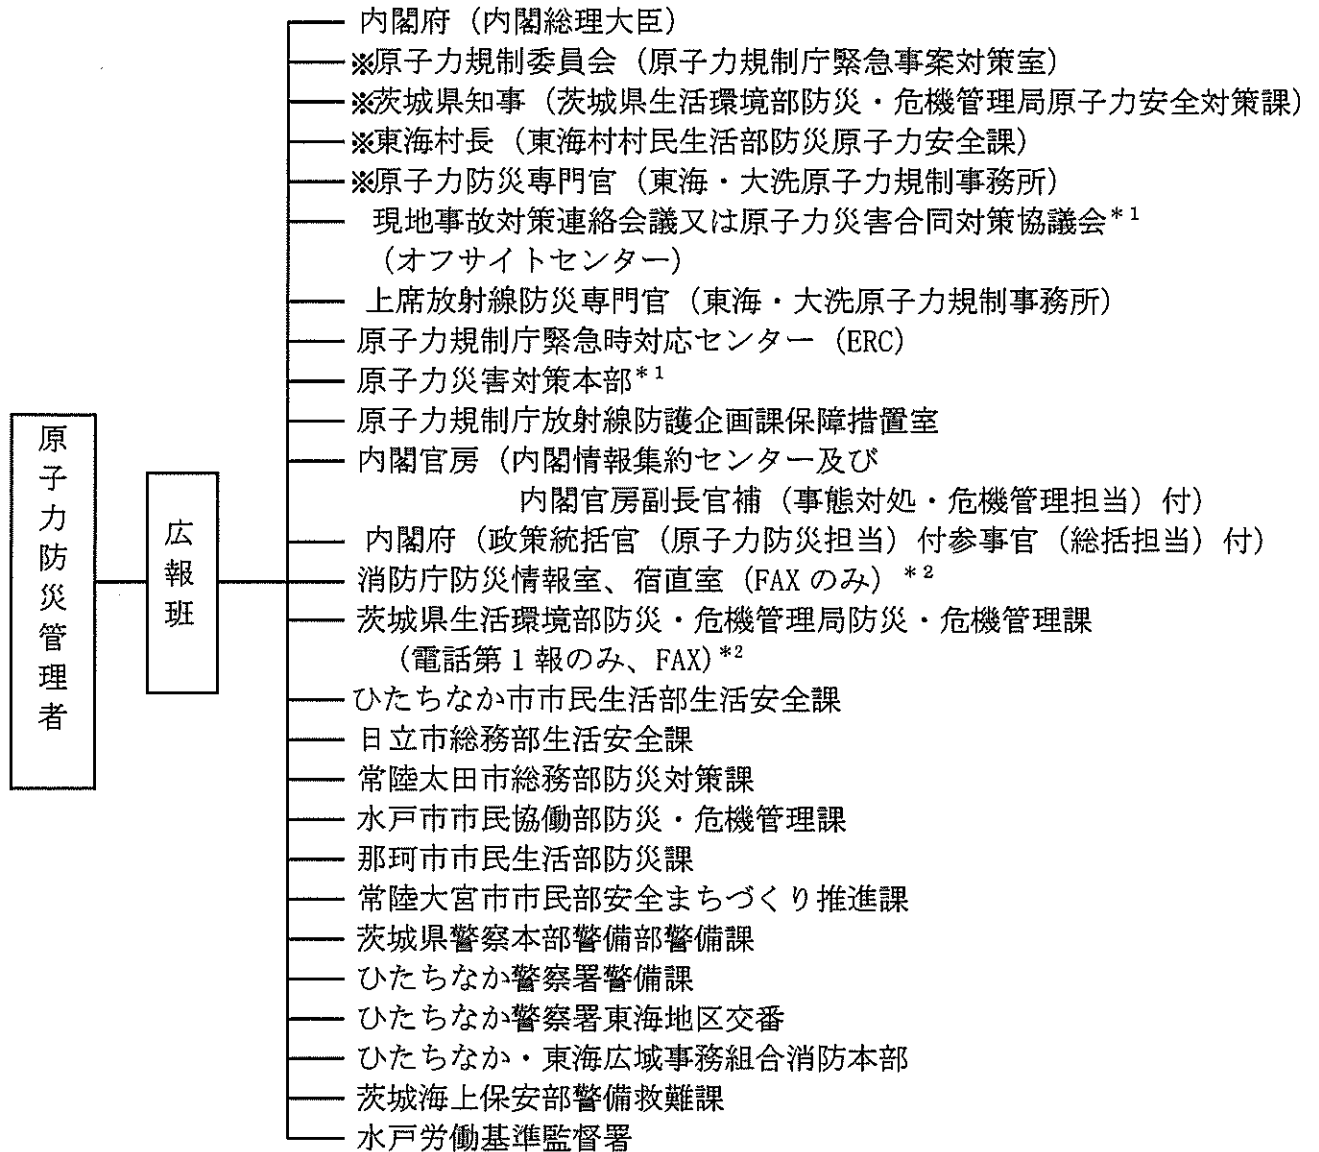 内閣府（内閣総理大臣）
※原子力規制委員会（原子力規制庁緊急事案対策室）
※茨城県知事（茨城県生活環境部防災・危機管理局原子力安全対策課）
※東海村長（東海村村民生活部防災原子力安全課）
※原子力防災専門官（東海・大洗原子力規制事務所）
現地事故対策連絡会議又は原子力災害合同対策協議会*1
（オフサイトセンター）
上席放射線防災専門官（東海・大洗原子力規制事務所）
原子力規制庁緊急時対応センター（ERC）
原子力災害対策本部*1
原子力規制庁放射線防護企画課保障措置室
内閣官房（内閣情報集約センター及び
内閣官房副長官補（事態対処・危機管理担当）付）
内閣府（政策統括官（原子力防災担当）付参事官（総括担当）付）
消防庁防災情報室、宿直室（FAXのみ）*2
茨城県生活環境部防災・危機管理局防災・危機管理課
（電話第1報のみ、FAX）*2
ひたちなか市市民生活部生活安全課
日立市総務部生活安全課
常陸太田市総務部防災対策課
水戸市市民協働部防災・危機管理課
那珂市市民生活部防災課
常陸大宮市市民部安全まちづくり推進課
茨城県警察本部警備部警備課
ひたちなか警察署警備課
ひたちなか警察署東海地区交番
ひたちなか・東海広域事務組合消防本部
茨城海上保安部警備救難課
水戸労働基準監督署
原子力防災管理者
広報班